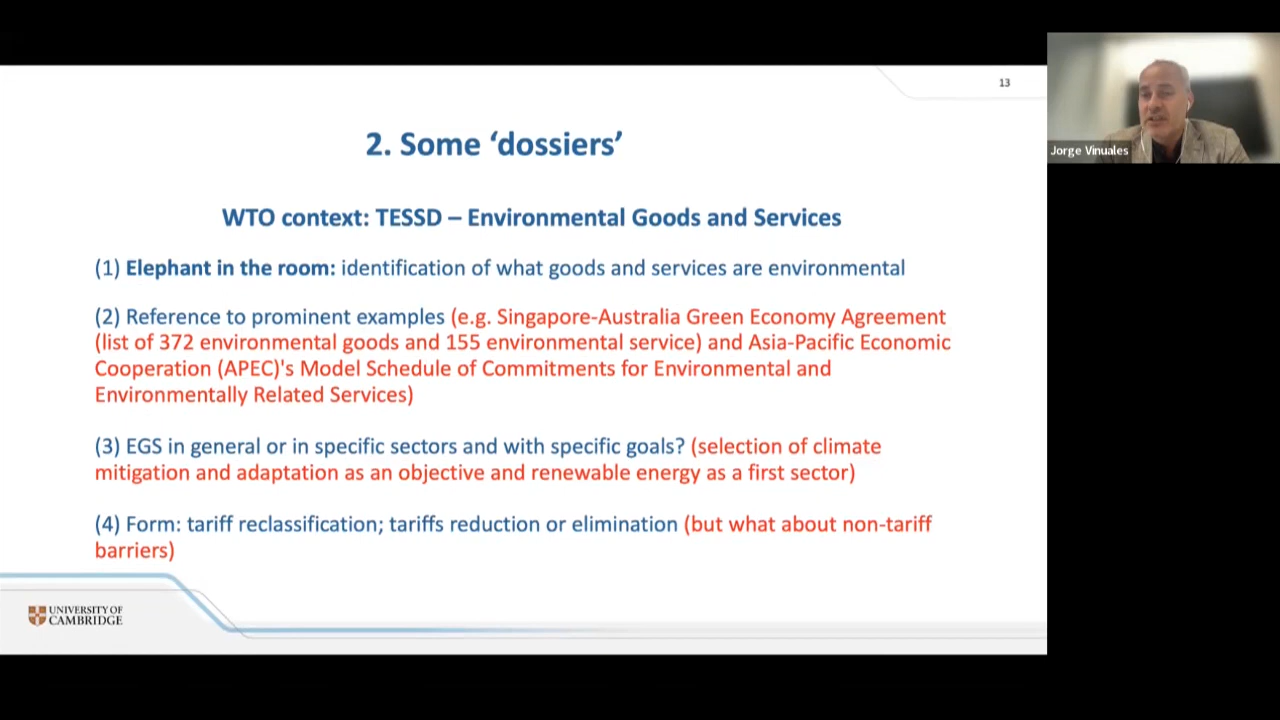 13
2. Some ‘dossiers’
Jorge Vinuales
WTO context: TESSD – Environmental Goods and Services
(1) Elephant in the room: identification of what goods and services are environmental
(2) Reference to prominent examples (e.g. Singapore-Australia Green Economy Agreement
(list of 372 environmental goods and 155 environmental service) and Asia-Pacific Economic
Cooperation (APEC)'s Model Schedule of Commitments for Environmental and
Environmentally Related Services)
(3) EGS in general or in specific sectors and with specific goals? (selection of climate
mitigation and adaptation as an objective and renewable energy as a first sector)
(4) Form: tariff reclassification; tariffs reduction or elimination (but what about non-tariff
barriers)
UNIVERSITY OF
CAMBRIDGE